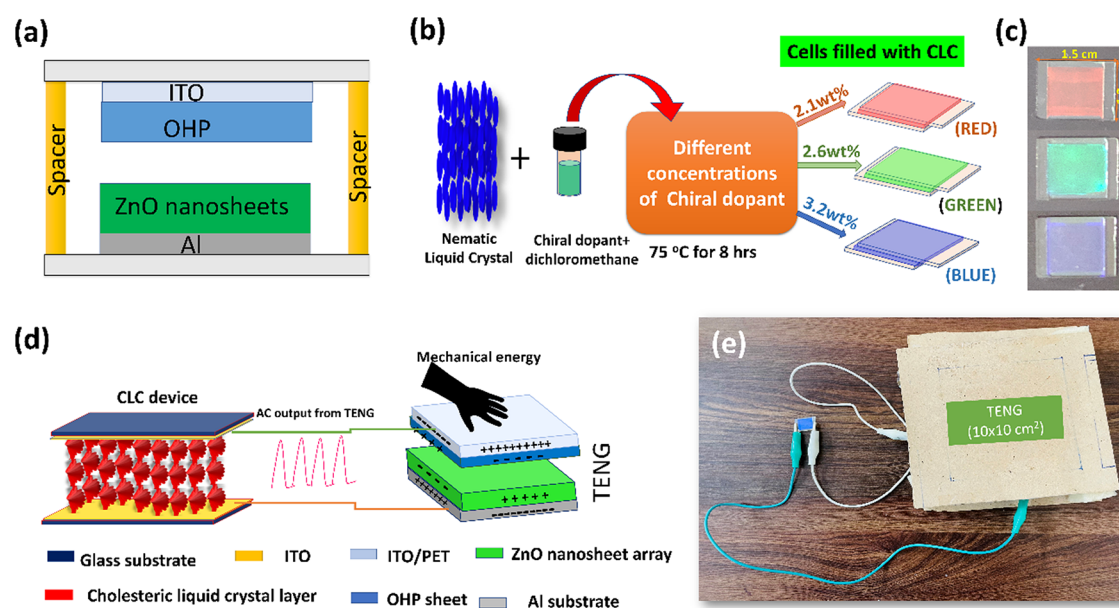 (a)
ITO
OHP
Spacer
Spacer
ZnO nanosheets
Al
(b)
Nematic
Liquid Crystal
+
Chiral dopant+
dichloromethane
Different
concentrations
of Chiral dopant
75 °C for 8 hrs
Cells filled with CLC
2.1wt%
(RED)
2.6wt%
(GREEN)
3.2wt%
(BLUE)
(c)
1.5 cm
(d)
CLC device
AC output from TENG
Mechanical energy
TENG
Glass substrate
ITO
ITO/PET
ZnO nanosheet array
Cholesteric liquid crystal layer
OHP sheet
Al substrate
(e)
TENG
(10x10 cm²)